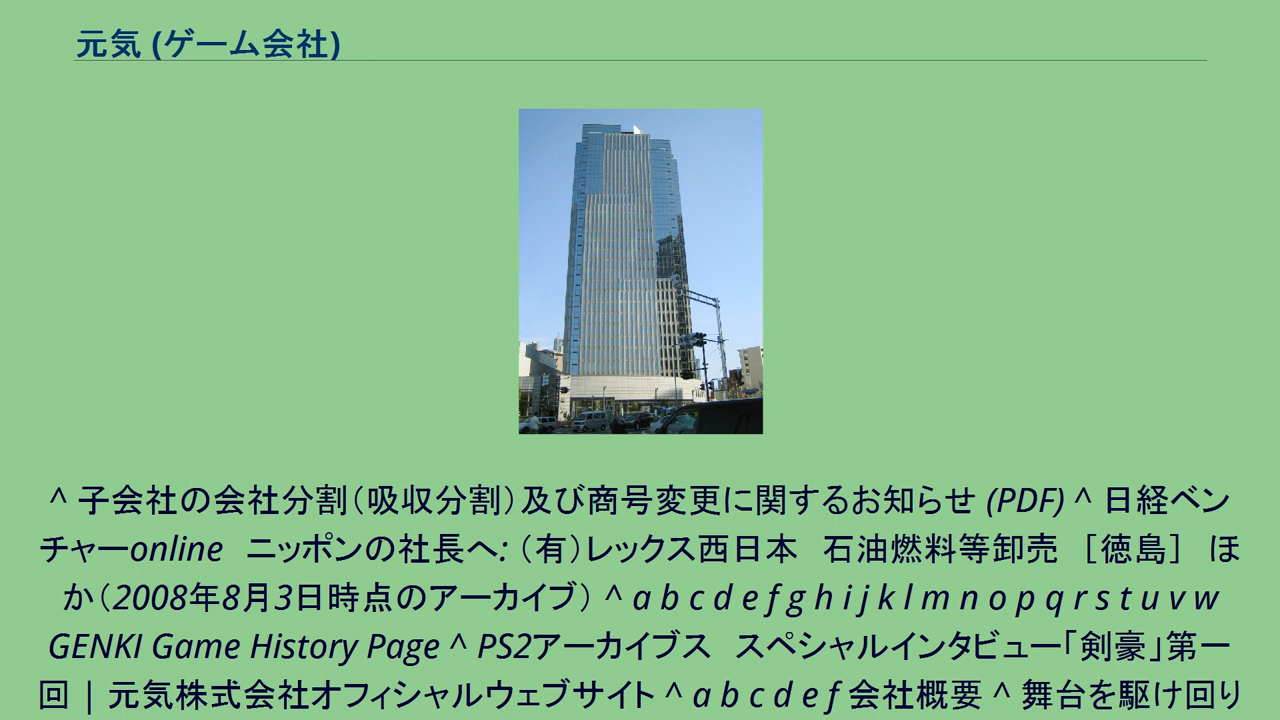 元気 (ゲーム会社)
^ 子会社の会社分割（吸収分割）及び商号変更に関するお知らせ (PDF) ^ 日経ベン
チャーonline　ニッポンの社長へ:（有）レックス西日本　石油燃料等卸売　［徳島］　ほ
か（2008年8月3日時点のアーカイブ） ^ a b c d e f g h i j k l m n o p q r s t u v w
GENKI Game History Page ^ PS2アーカイブス　スペシャルインタビュー「剣豪」第一
回 | 元気株式会社オフィシャルウェブサイト ^ a b c d e f 会社概要 ^ 舞台を駆け回り